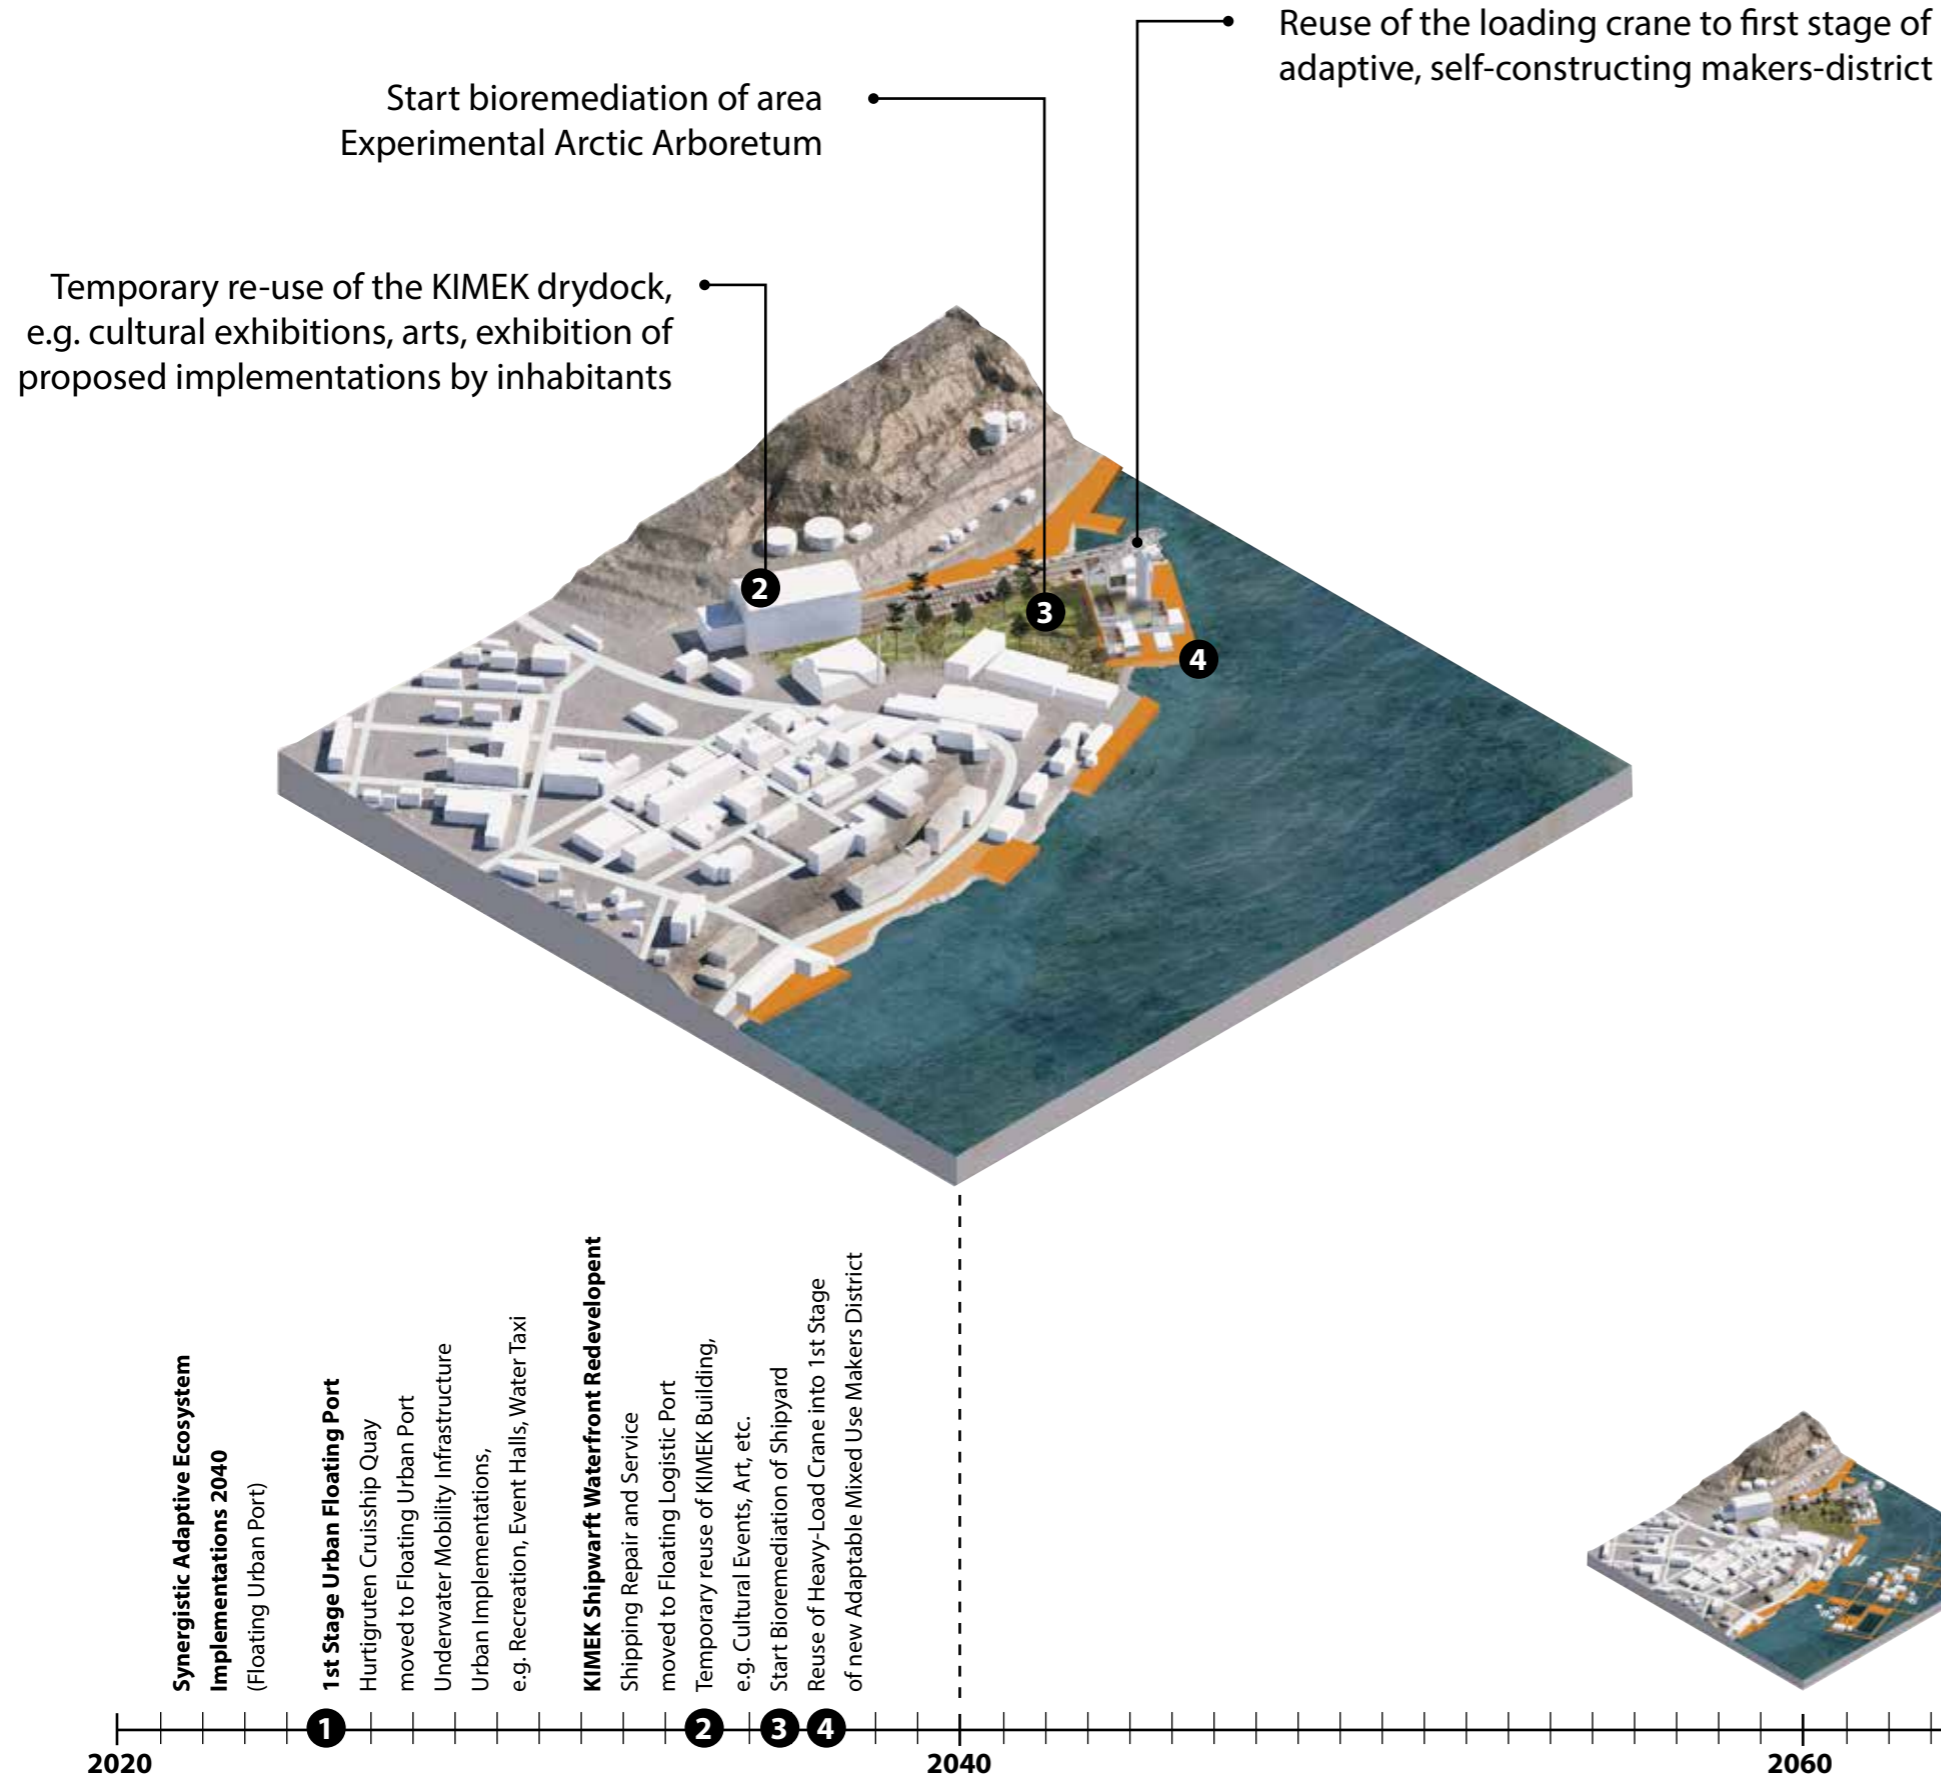 Reuse of the loading crane to first stage of
adaptive, self-constructing makers-district
Start bioremediation of area
Experimental Arctic Arboretum
Temporary re-use of the KIMEK drydock,
e.g. cultural exhibitions, arts, exhibition of
proposed implementations by inhabitants
2
3
4
Synergistic Adaptive Ecosystem
Implementations 2040
(Floating Urban Port)
1st Stage Urban Floating Port
Hurtigruten Cruisship Quay
moved to Floating Urban Port
Underwater Mobility Infrastructure
Urban Implementations,
e.g. Recreation, Event Halls, Water Taxi
KIMEK Shipwarft Waterfront Redevelopent
Shipping Repair and Service
moved to Floating Logistic Port
Temporary reuse of KIMEK Building,
e.g. Cultural Events, Art, etc.
Start Bioremediation of Shipyard
Reuse of Heavy-Load Crane into 1st Stage
of new Adaptable Mixed Use Makers District
1
2
3
4
2020
2040
2060